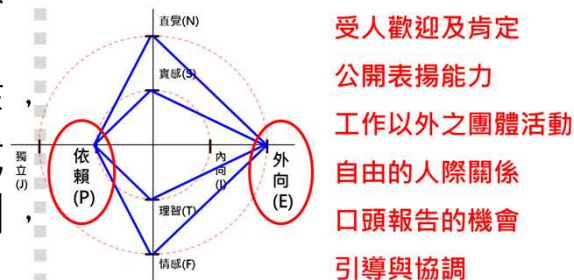 直覺(N)
實感(S)
獨立(J)
依賴(P)
內向(I)
外向(E)
理智(T)
情感(F)
受人歡迎及肯定
公開表揚能力
工作以外之團體活動
自由的人際關係
口頭報告的機會
引導與協調